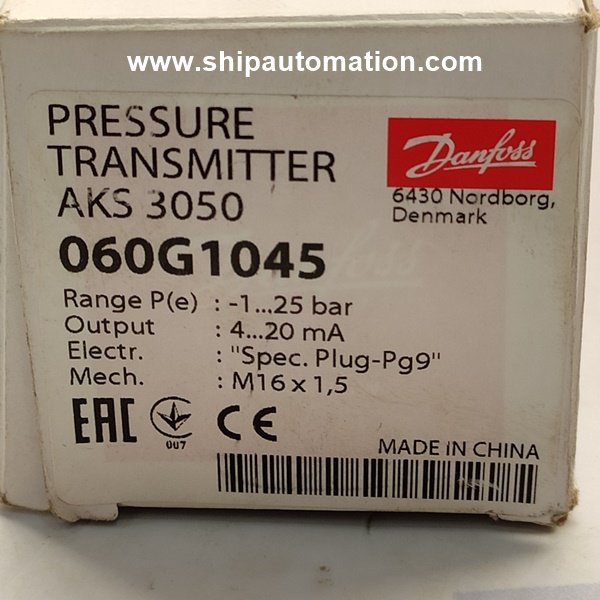 www.shipautomation.com
PRESSURE
TRANSMITTER
AKS 3050
060G1045
Danfoss
6430 Nordborg,
Denmark
Range P(e) : -1...25 bar
Output : 4...20 mA
Electr. : "Spec. Plug-Pg9"
Mech. : M16 x 1,5
EAC
007
CE
MADE IN CHINA